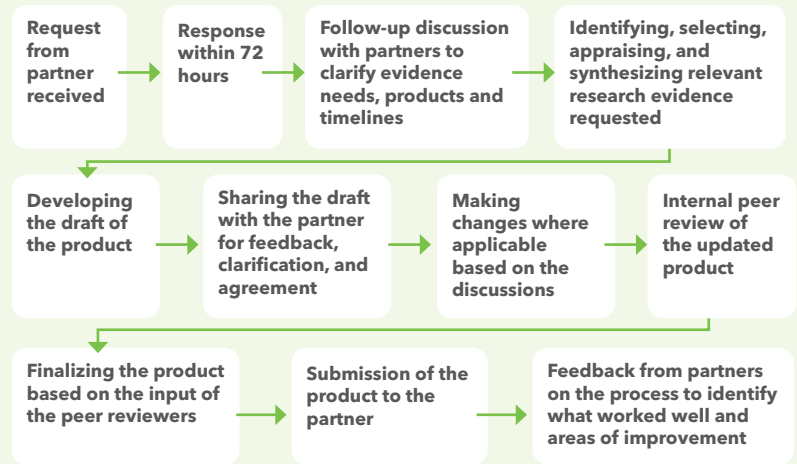 Request
from
partner
received
Response
within 72
hours
Follow-up discussion
with partners to
clarify evidence
needs, products and
timelines
Identifying, selecting,
appraising, and
synthesizing relevant
research evidence
requested
Developing
the draft of
the product
Sharing the draft
with the partner
for feedback,
clarification, and
agreement
Making
changes where
applicable
based on the
discussions
Internal peer
review of
the updated
product
Finalizing the product
based on the input of
the peer reviewers
Submission of the
product to the
partner
Feedback from partners
on the process to identify
what worked well and
areas of improvement